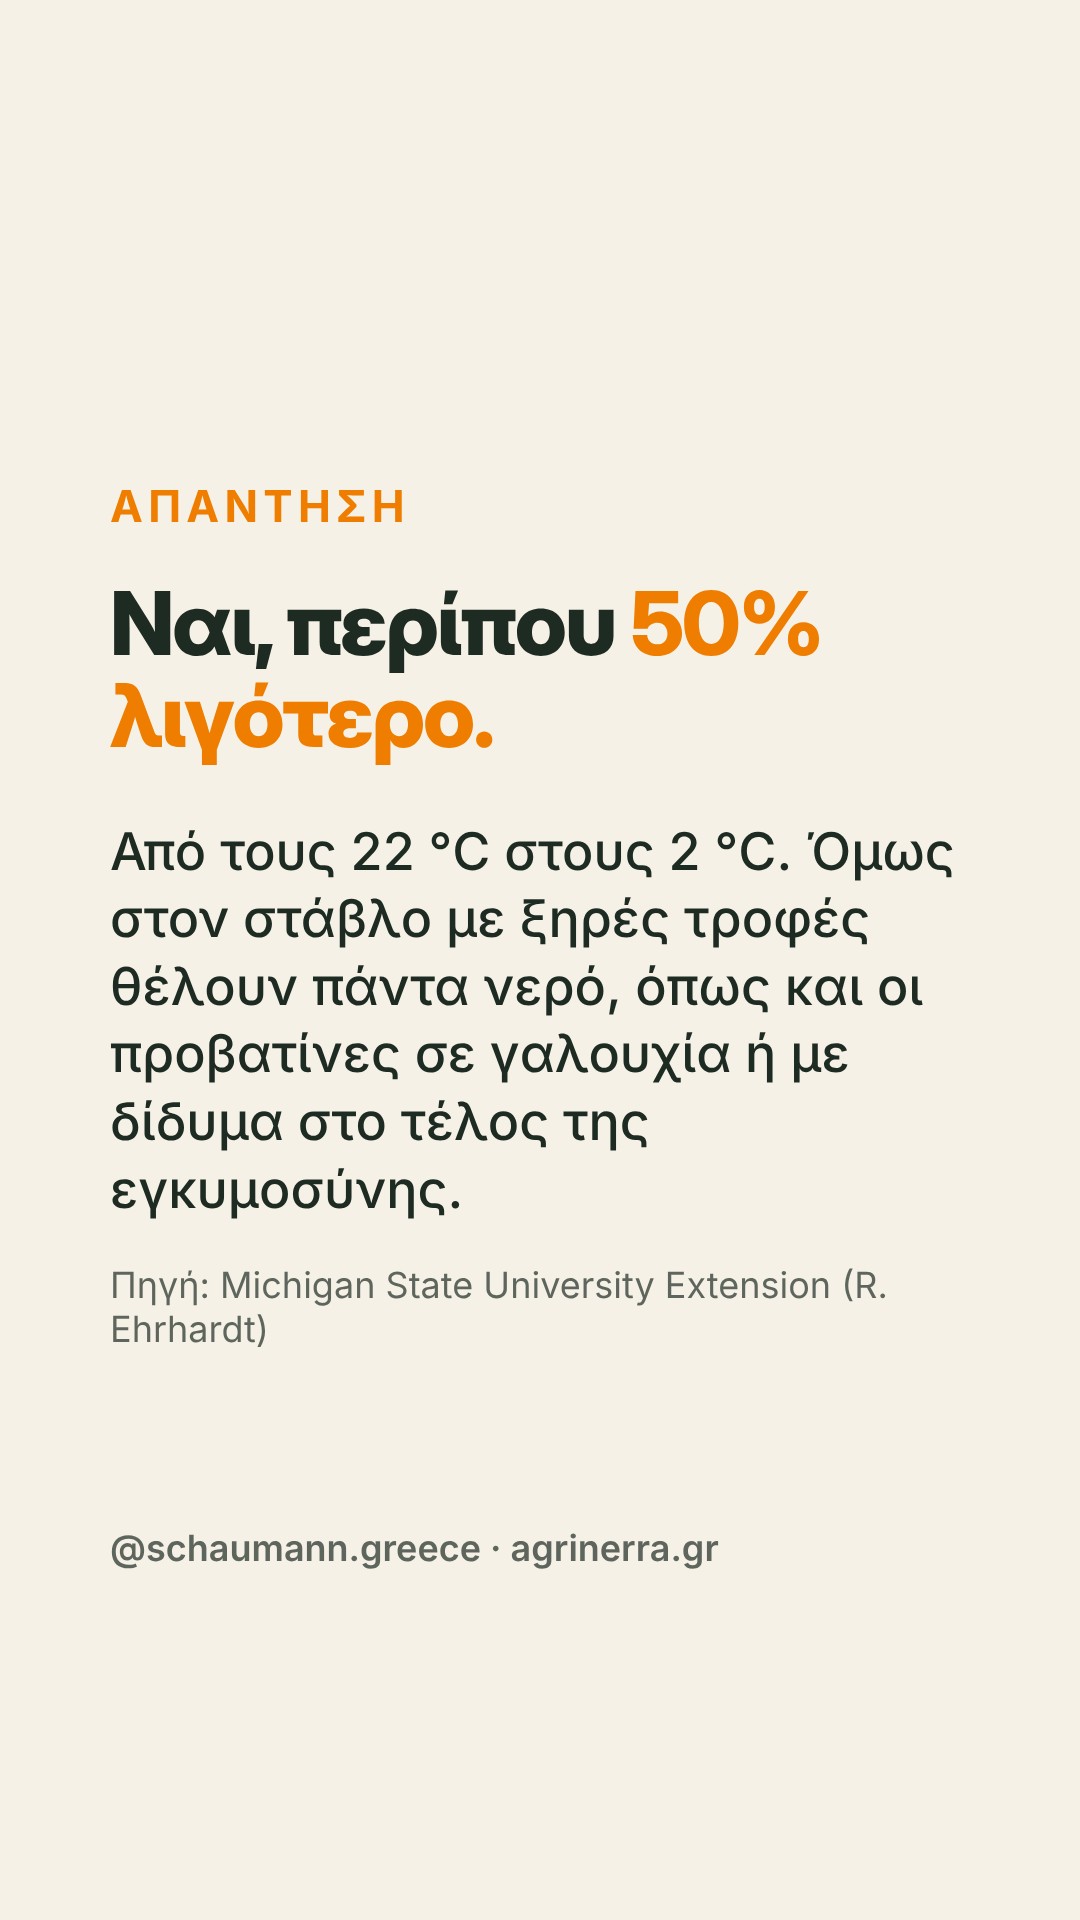 ΑΠΑΝΤΗΣΗ
Ναι, περίπου 50%
λιγότερο.
Από τους 22 °C στους 2 °C. Όμως
στον στάβλο με ξηρές τροφές
θέλουν πάντα νερό, όπως και οι
προβατίνες σε γαλουχία ή με
δίδυμα στο τέλος της
εγκυμοσύνης.
Πηγή: Michigan State University Extension (R.
Ehrhardt)
@schaumann.greece · agrinerra.gr